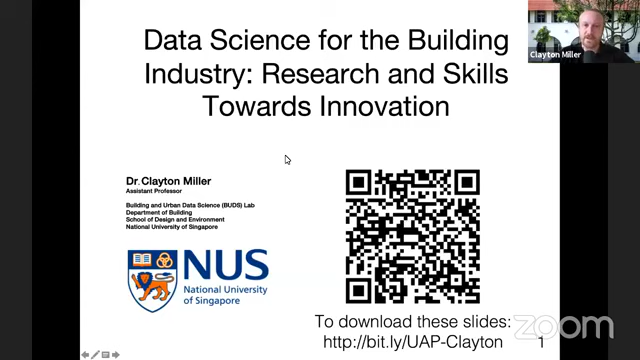 Data Science for the Building
Industry: Research and Skills
Towards Innovation
Clayton Miller
Dr. Clayton Miller
Assistant Professor
Building and Urban Data Science (BUDS) Lab
Department of Building
School of Design and Environment
National University of Singapore
NUS
National University
of Singapore
To download these slides:
http://bit.ly/UAP-Clayton
1
zoom